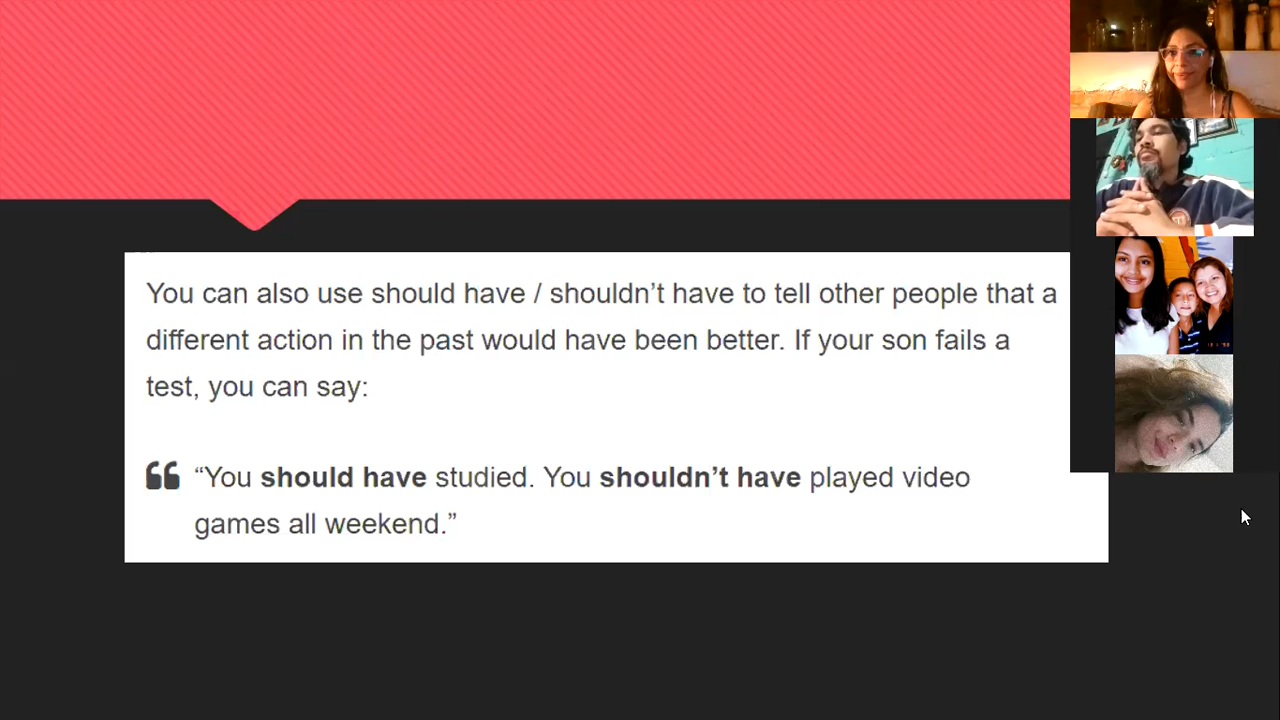 You can also use should have / shouldn’t have to tell other people that a
different action in the past would have been better. If your son fails a
test, you can say:
“You should have studied. You shouldn’t have played video
games all weekend.”